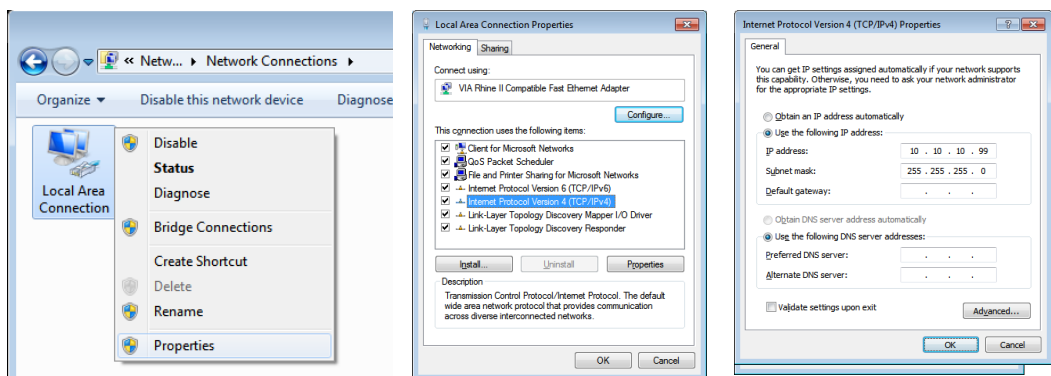 « Netw... ▸ Network Connections ▸
Organize ▾ Disable this network device Diagnose
Local Area
Connection
Disable
Status
Diagnose
Bridge Connections
Create Shortcut
Delete
Rename
Properties
Local Area Connection Properties
Networking Sharing
Connect using:
VIA Rhine II Compatible Fast Ethernet Adapter
Configure...
This connection uses the following items:
Client for Microsoft Networks
QoS Packet Scheduler
File and Printer Sharing for Microsoft Networks
Internet Protocol Version 6 (TCP/IPv6)
Internet Protocol Version 4 (TCP/IPv4)
Link-Layer Topology Discovery Mapper I/O Driver
Link-Layer Topology Discovery Responder
Install... Uninstall Properties
Description
Transmission Control Protocol/Internet Protocol. The default
wide area network protocol that provides communication
across diverse interconnected networks.
OK Cancel
Internet Protocol Version 4 (TCP/IPv4) Properties
General
You can get IP settings assigned automatically if your network supports
this capability. Otherwise, you need to ask your network administrator
for the appropriate IP settings.
Obtain an IP address automatically
Use the following IP address:
IP address: 10 . 10 . 10 . 99
Subnet mask: 255 . 255 . 255 . 0
Default gateway: . . .
Obtain DNS server address automatically
Use the following DNS server addresses:
Preferred DNS server: . . .
Alternate DNS server: . . .
Validate settings upon exit
Advanced...
OK Cancel